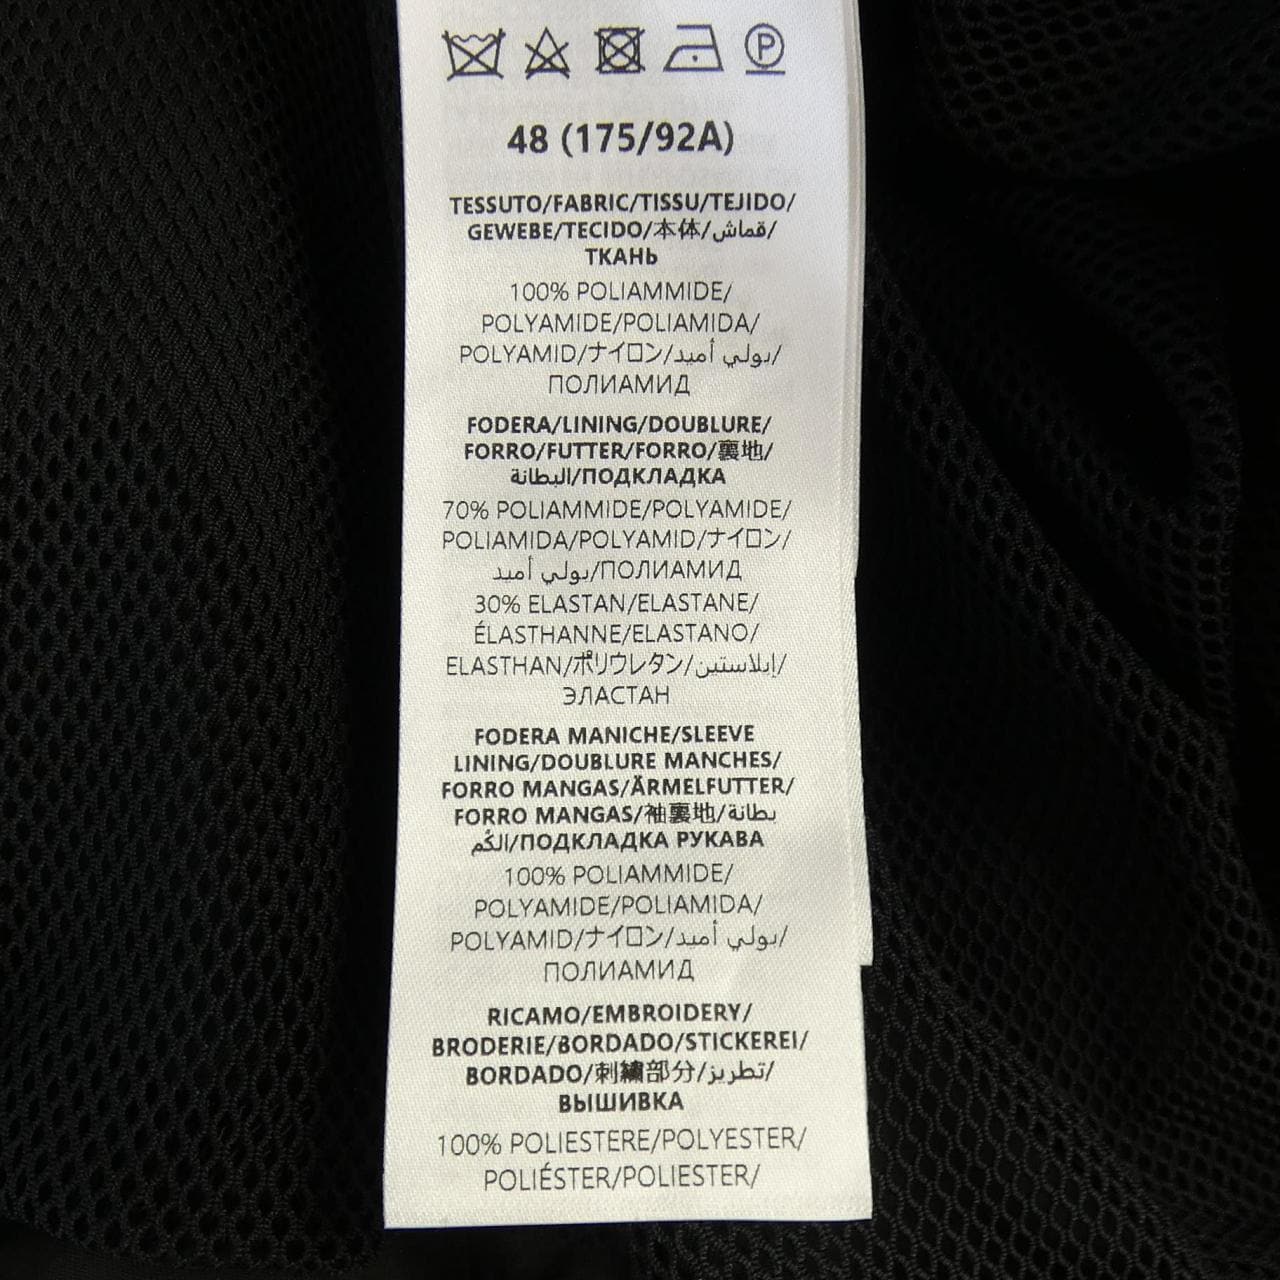 48 (175/92A)
TESSUTO/FABRIC/TISSU/TEJIDO/
GEWEBE/TECIDO/本体/قماش/
ТКАНЬ
100% POLIAMMIDE/
POLYAMIDE/POLIAMIDA/
POLYAMID/ナイロン/بولي أميد/
ПОЛИАМИД
FODERA/LINING/DOUBLURE/
FORRO/FUTTER/FORRO/裏地/
البطانة/ПОДКЛАДКА
70% POLIAMMIDE/POLYAMIDE/
POLIAMIDA/POLYAMID/ナイロン/
بولي أميد/ПОЛИАМИД
30% ELASTAN/ELASTANE/
ÉLASTHANNE/ELASTANO/
ELASTHAN/ポリウレタン/إيلاستين/
ЭЛАСТАН
FODERA MANICHE/SLEEVE
LINING/DOUBLURE MANCHES/
FORRO MANGAS/ÄRMELFUTTER/
FORRO MANGAS/袖裏地/بطانة
الكُم/ПОДКЛАДКА РУКАВА
100% POLIAMMIDE/
POLYAMIDE/POLIAMIDA/
POLYAMID/ナイロン/بولي أميد/
ПОЛИАМИД
RICAMO/EMBROIDERY/
BRODERIE/BORDADO/STICKEREI/
BORDADO/刺繍部分/تطريز/
ВЫШИВКА
100% POLIESTERE/POLYESTER/
POLIÉSTER/POLIESTER/